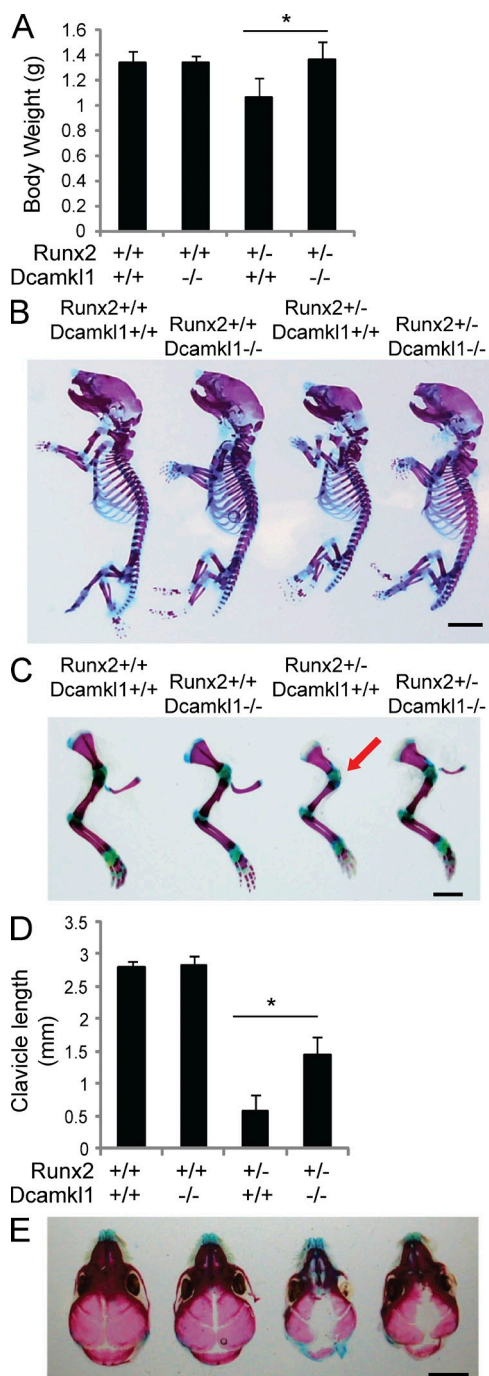 A
Body Weight (g)
1.6
1.4
1.2
1
0.8
0.6
0.4
0.2
0
*
Runx2 +/+ +/+ +/- +/-
Dcamkl1 +/+ -/- +/+ -/-
B
Runx2+/+ Runx2+/+ Runx2+/- Runx2+/-
Dcamkl1+/+ Dcamkl1-/- Dcamkl1+/+ Dcamkl1-/-
C
Runx2+/+ Runx2+/+ Runx2+/- Runx2+/-
Dcamkl1+/+ Dcamkl1-/- Dcamkl1+/+ Dcamkl1-/-
D
Clavicle length
(mm)
3.5
3
2.5
2
1.5
1
0.5
0
*
Runx2 +/+ +/+ +/- +/-
Dcamkl1 +/+ -/- +/+ -/-
E